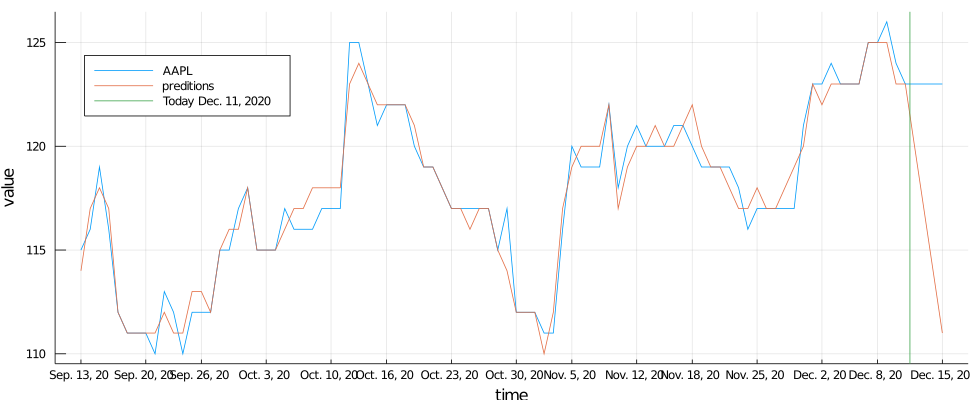 125
120
115
110
value
AAPL
preditions
Today Dec. 11, 2020
Sep. 13, 20 Sep. 20, 20 Sep. 26, 20 Oct. 3, 20 Oct. 10, 20 Oct. 16, 20 Oct. 23, 20 Oct. 30, 20 Nov. 5, 20 Nov. 12, 20 Nov. 18, 20 Nov. 25, 20 Dec. 2, 20 Dec. 8, 20 Dec. 15, 20
time